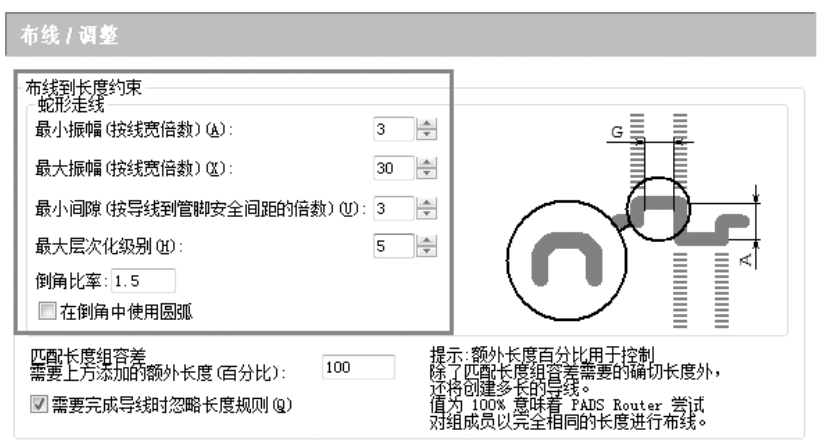 布线 / 调整
布线到长度约束
蛇形走线
最小振幅(按线宽倍数)(A): 3
最大振幅(按线宽倍数)(X): 30
最小间隙(按导线到管脚安全间距的倍数)(U): 3
最大层次化级别(H): 5
倒角比率: 1.5
在倒角中使用圆弧
G
A
匹配长度组容差
需要上方添加的额外长度(百分比): 100
需要完成导线时忽略长度规则(Q)
提示:额外长度百分比用于控制
除了匹配长度组容差需要的确切长度外，
还将创建多长的导线。
值为 100% 意味着 PADS Router 尝试
对组成员以完全相同的长度进行布线。